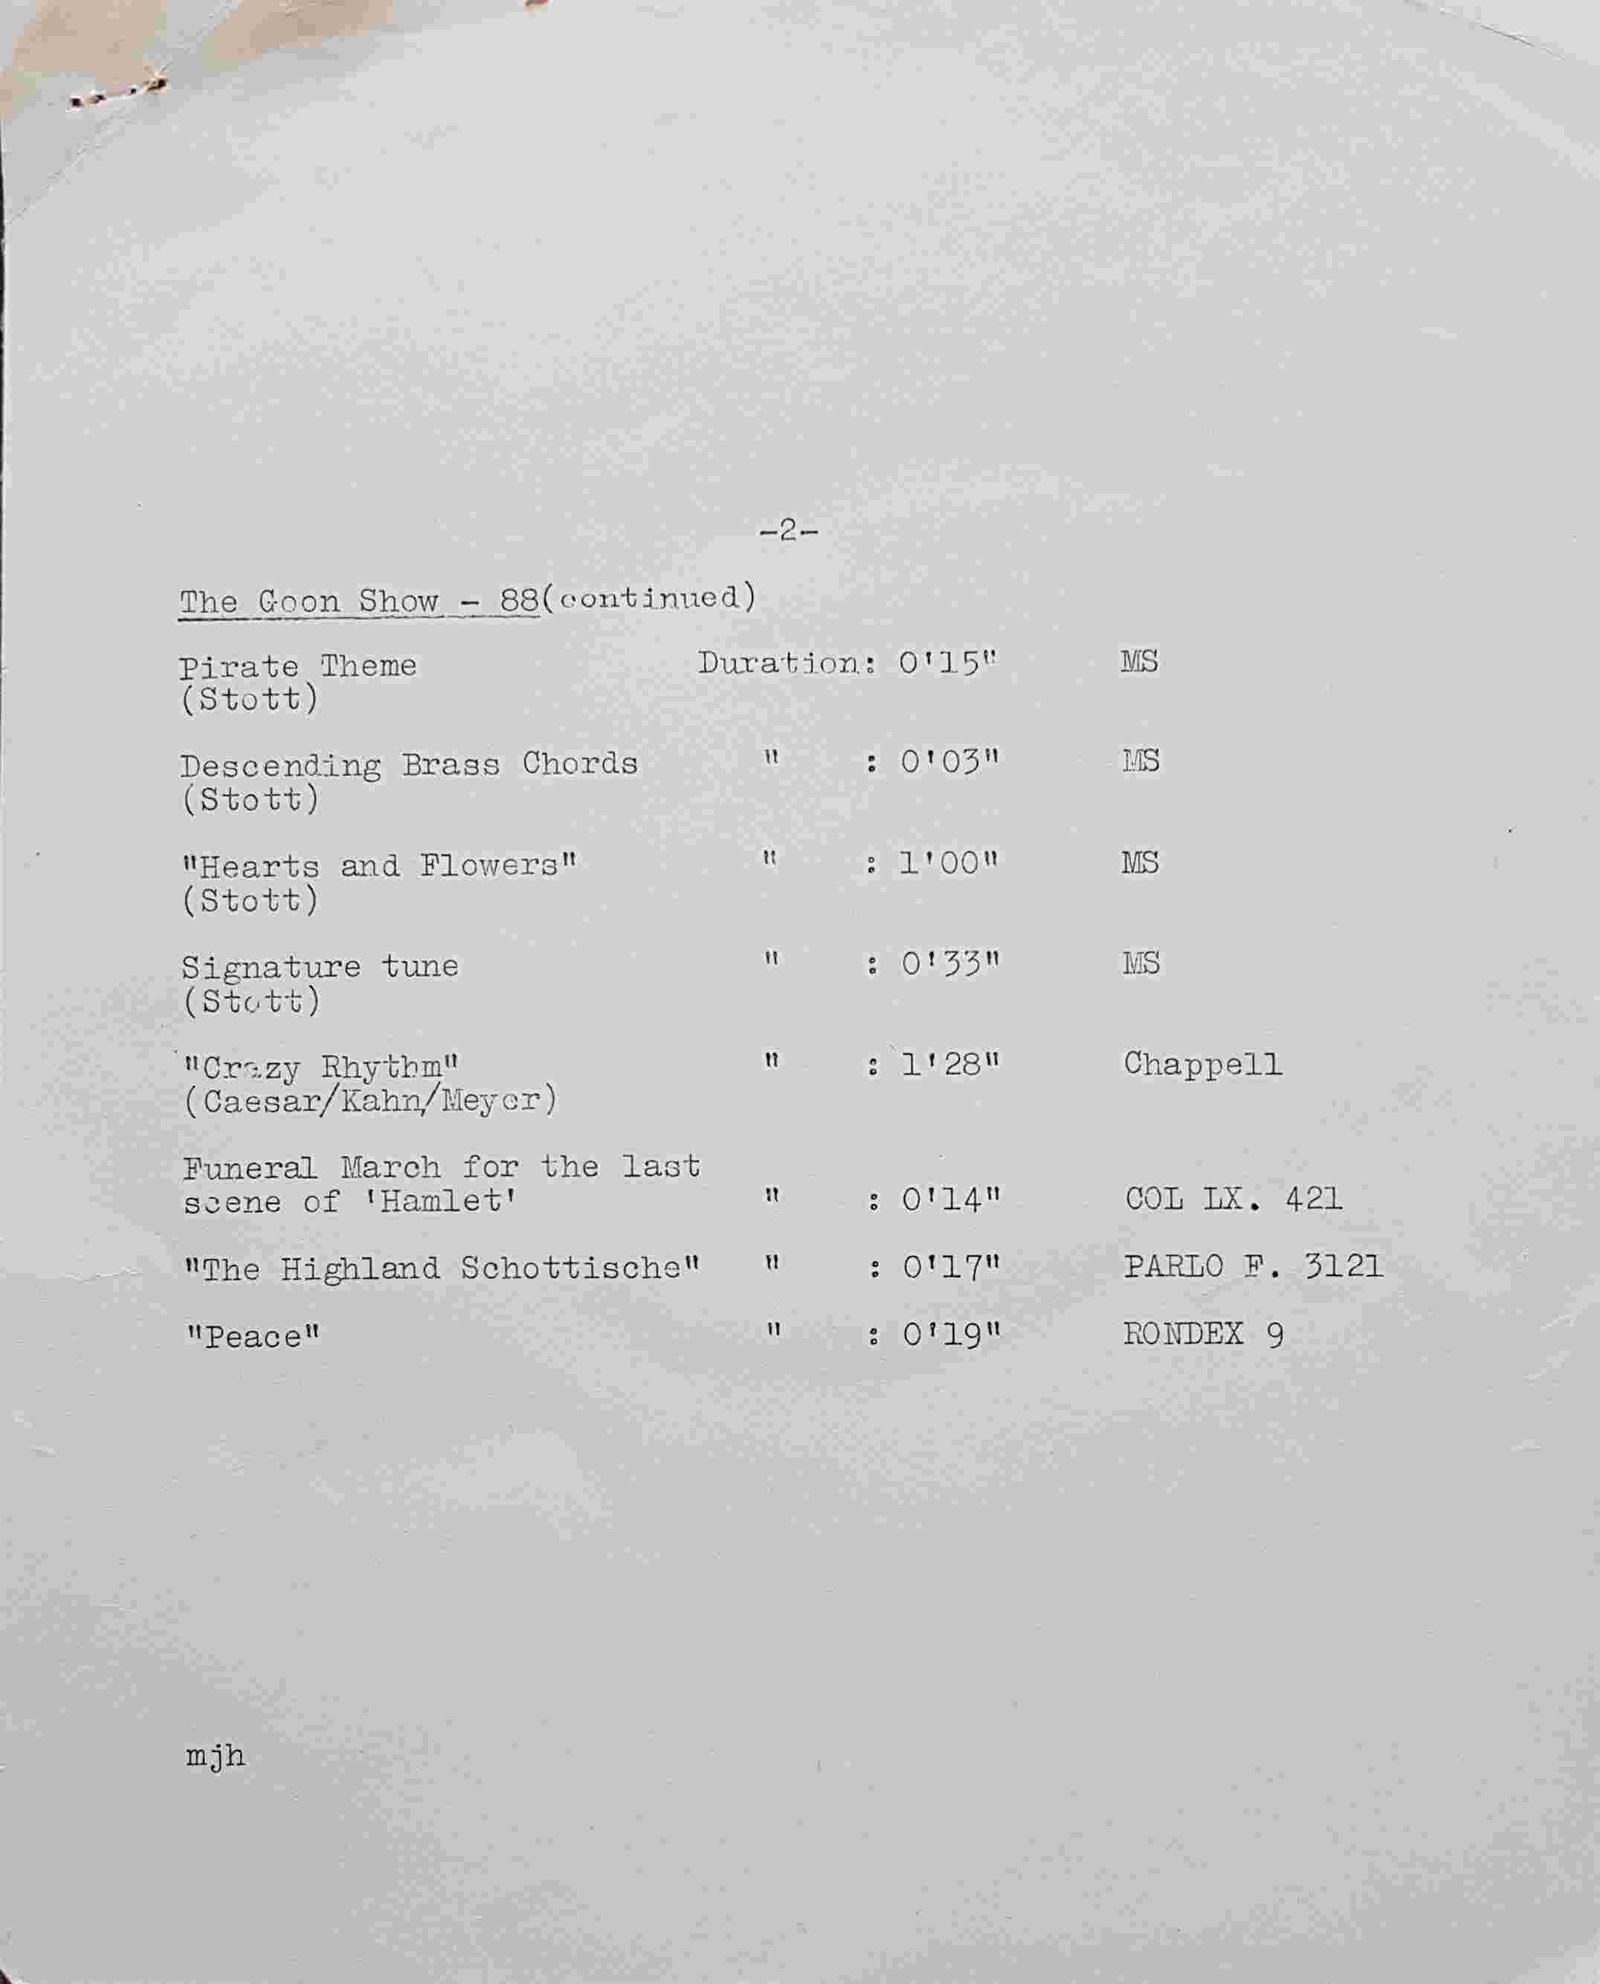 -2-
The Goon Show - 88(continued)
Pirate Theme Duration: 0'15" MS
(Stott)
Descending Brass Chords " : 0'03" MS
(Stott)
"Hearts and Flowers" " : 1'00" MS
(Stott)
Signature tune " : 0'33" MS
(Stott)
"Crazy Rhythm" " : 1'28" Chappell
(Caesar/Kahn/Meyer)
Funeral March for the last
scene of 'Hamlet' " : 0'14" COL LX. 421
"The Highland Schottische" " : 0'17" PARLO F. 3121
"Peace" " : 0'19" RONDEX 9
mjh